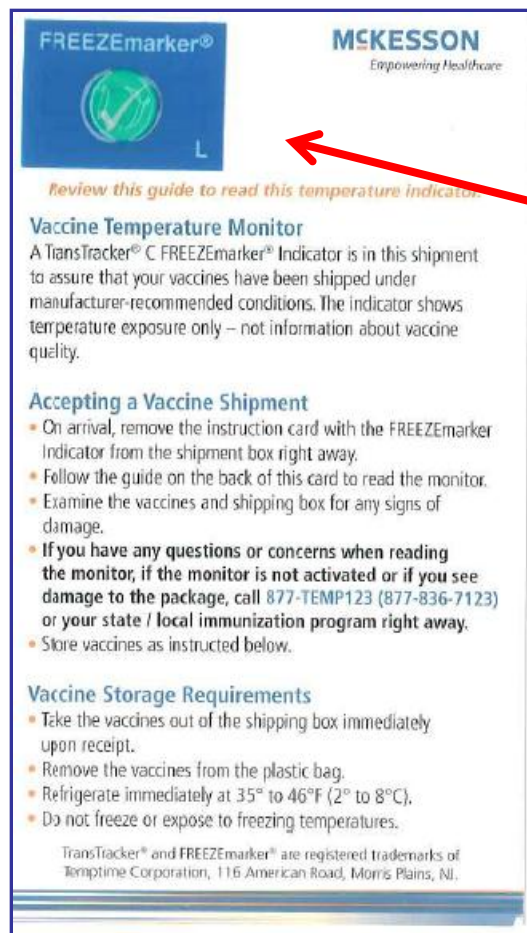 FREEZEmarker®
L
MCKESSON
Empowering Healthcare
Review this guide to read this temperature indicator.
Vaccine Temperature Monitor
A TransTracker® C FREEZEmarker® Indicator is in this shipment
to assure that your vaccines have been shipped under
manufacturer-recommended conditions. The indicator shows
temperature exposure only – not information about vaccine
quality.
Accepting a Vaccine Shipment
• On arrival, remove the instruction card with the FREEZEmarker
Indicator from the shipment box right away.
• Follow the guide on the back of this card to read the monitor.
• Examine the vaccines and shipping box for any signs of
damage.
• If you have any questions or concerns when reading
the monitor, if the monitor is not activated or if you see
damage to the package, call 877-TEMP123 (877-836-7123)
or your state / local immunization program right away.
• Store vaccines as instructed below.
Vaccine Storage Requirements
• Take the vaccines out of the shipping box immediately
upon receipt.
• Remove the vaccines from the plastic bag.
• Refrigerate immediately at 35° to 46°F (2° to 8°C).
• Do not freeze or expose to freezing temperatures.
TransTracker® and FREEZEmarker® are registered trademarks of
Temptime Corporation, 116 American Road, Morris Plains, NJ.